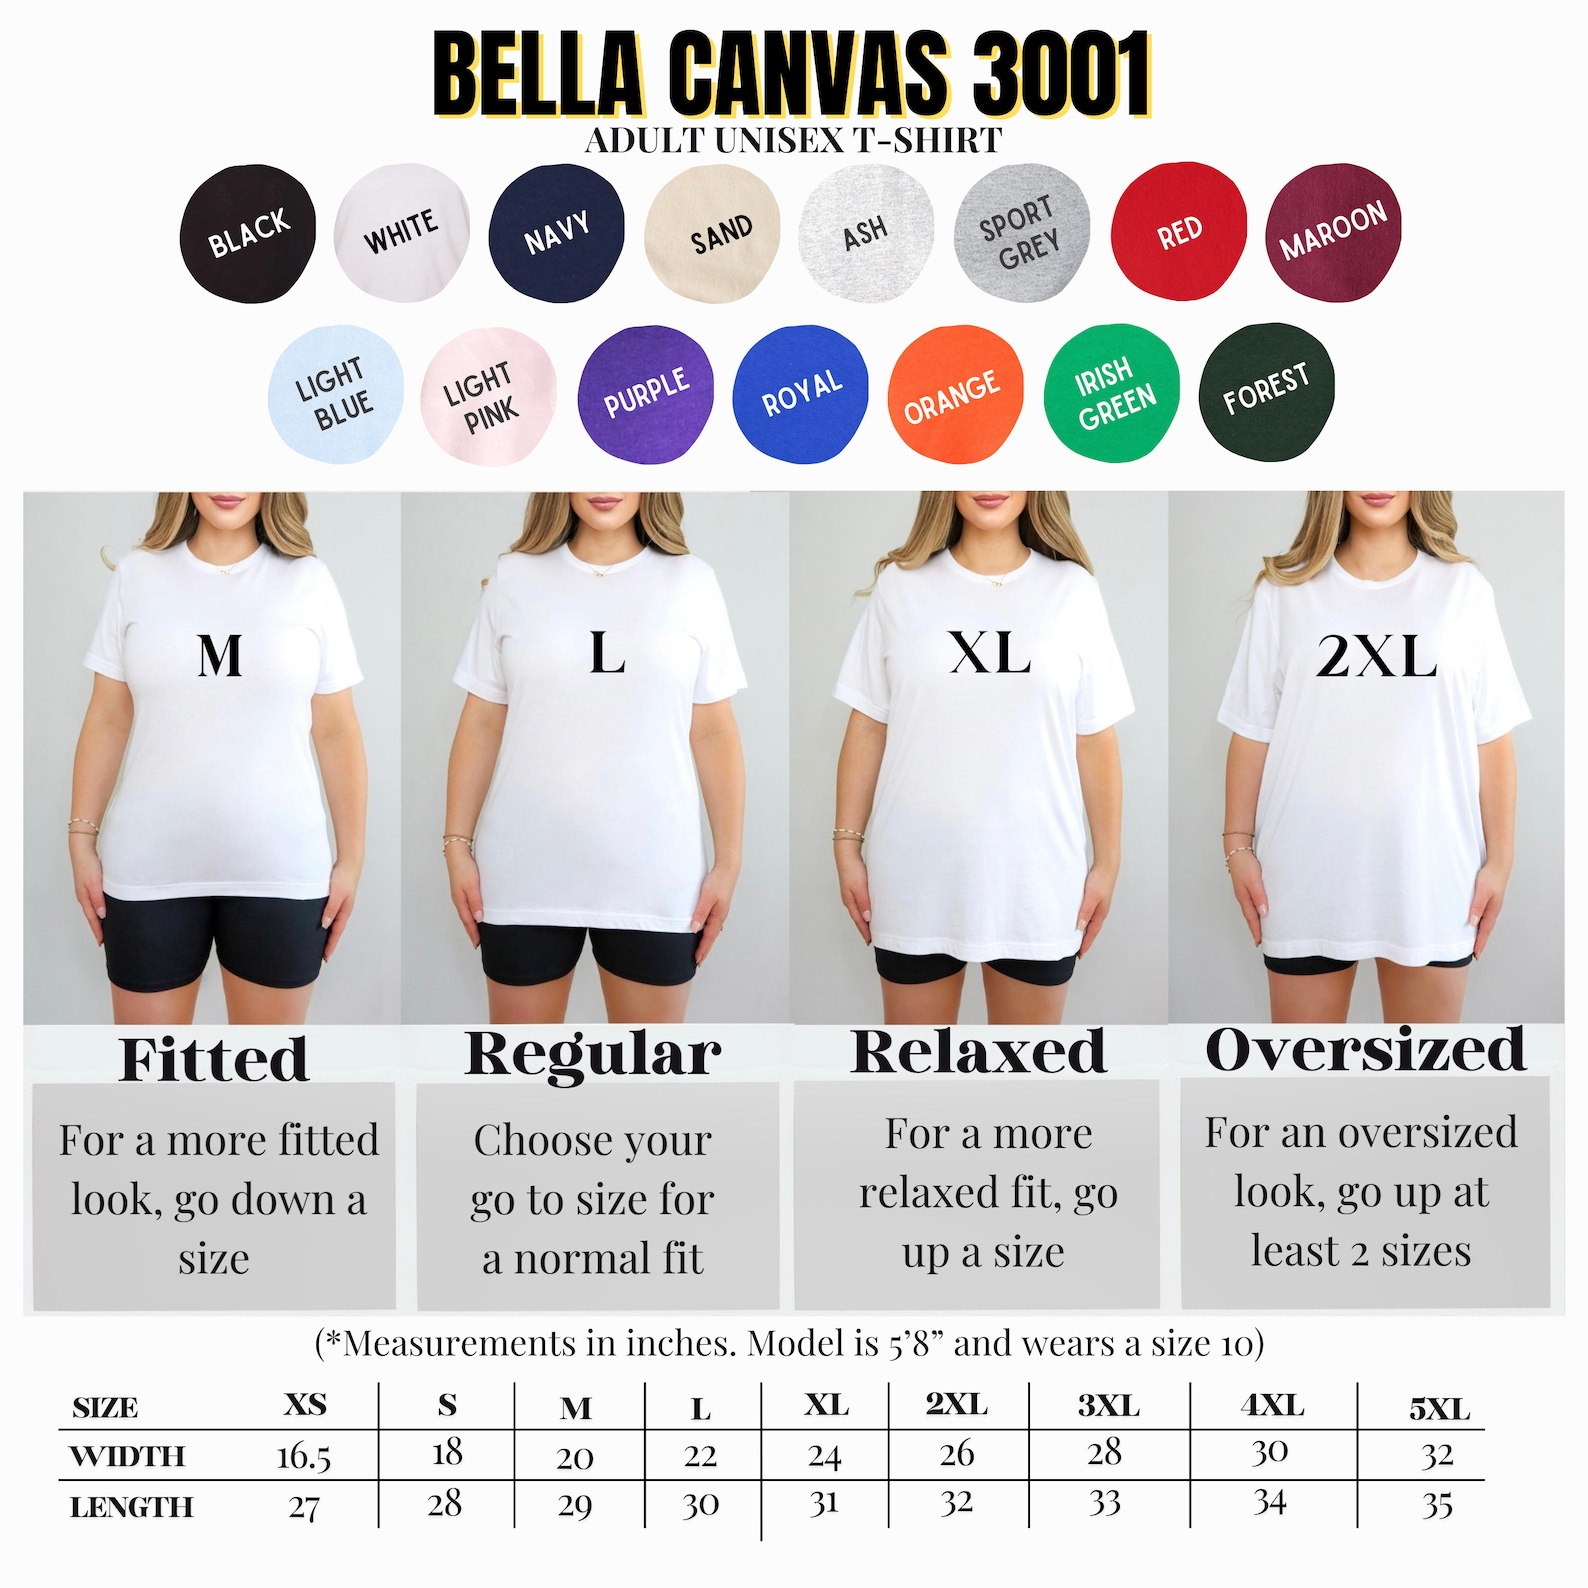 BELLA CANVAS 3001
ADULT UNISEX T-SHIRT
BLACK
WHITE
NAVY
SAND
ASH
SPORT
GREY
RED
MAROON
LIGHT
BLUE
LIGHT
PINK
PURPLE
ROYAL
ORANGE
IRISH
GREEN
FOREST
M
L
XL
2XL
Fitted
For a more fitted
look, go down a
size
Regular
Choose your
go to size for
a normal fit
Relaxed
For a more
relaxed fit, go
up a size
Oversized
For an oversized
look, go up at
least 2 sizes
(*Measurements in inches. Model is 5’8” and wears a size 10)
SIZE XS S M L XL 2XL 3XL 4XL 5XL
WIDTH 16.5 18 20 22 24 26 28 30 32
LENGTH 27 28 29 30 31 32 33 34 35